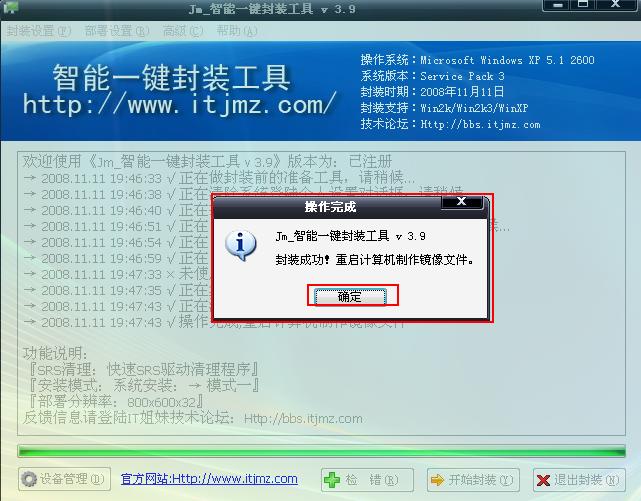 Jm_智能一键封装工具 v 3.9
封装设置(F) 部署设置(R) 高级(C) 帮助(A)
智能一键封装工具
http://www.itjmz.com/
操作系统：Microsoft Windows XP 5.1 2600
系统版本：Service Pack 3
封装时期：2008年11月11日
封装支持：Win2k/Win2k3/WinXP
技术论坛：Http://bbs.itjmz.com
欢迎使用《Jm_智能一键封装工具 v 3.9》版本为：已注册
→ 2008.11.11 19:46:33 √ 正在做封装前的准备工具，请稍候...
→ 2008.11.11 19:46:38 √ 正在清除系统登陆个人设置对话框，请稍候...
→ 2008.11.11 19:46:40 √ 正在
→ 2008.11.11 19:46:51 √ 正在 候...
→ 2008.11.11 19:46:54 √ 正在
→ 2008.11.11 19:46:59 √ 正在
→ 2008.11.11 19:47:33 × 未使
→ 2008.11.11 19:47:35 √ 正在
→ 2008.11.11 19:47:43 √ 正在
→ 2008.11.11 19:47:43 √ 操作完成,重启计算机制作镜像文件
操作完成
Jm_智能一键封装工具 v 3.9
封装成功！重启计算机制作镜像文件。
确定
功能说明：
『SRS清理：快速SRS驱动清理程序』
『安装模式：系统安装：→ 模式一』
『部署分辨率：800x600x32』
反馈信息请登陆IT姐妹技术论坛：Http://bbs.itjmz.com
设备管理(D) 官方网站:Http://www.itjmz.com 检 错(R) 开始封装(Y) 退出封装(N)